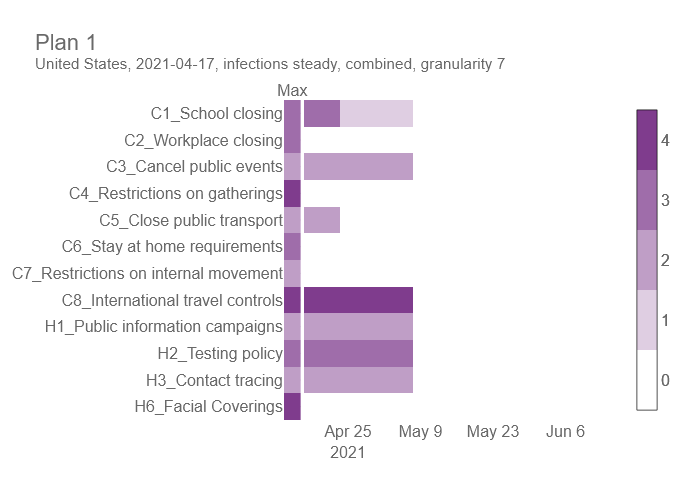 Plan 1
United States, 2021-04-17, infections steady, combined, granularity 7
Max
C1_School closing
C2_Workplace closing
C3_Cancel public events
C4_Restrictions on gatherings
C5_Close public transport
C6_Stay at home requirements
C7_Restrictions on internal movement
C8_International travel controls
H1_Public information campaigns
H2_Testing policy
H3_Contact tracing
H6_Facial Coverings
Apr 25 May 9 May 23 Jun 6
2021
4
3
2
1
0